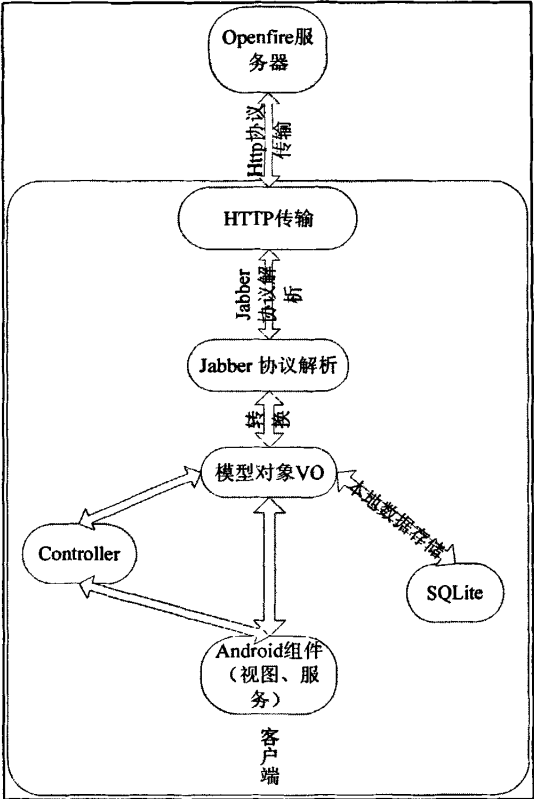 Openfire服
务器
Http协议
传输
HTTP传输
Jabber
协议解
析
Jabber 协议解析
转
换
模型对象VO
本地数据存储
Controller
SQLite
Android组件
（视图、服
务）
客户端